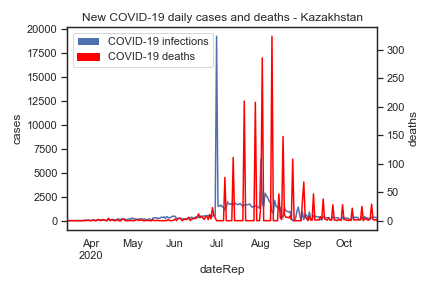 New COVID-19 daily cases and deaths - Kazakhstan
COVID-19 infections
COVID-19 deaths
20000
17500
15000
12500
10000
7500
5000
2500
0
cases
300
250
200
150
100
50
0
deaths
Apr
2020
May
Jun
Jul
Aug
Sep
Oct
dateRep